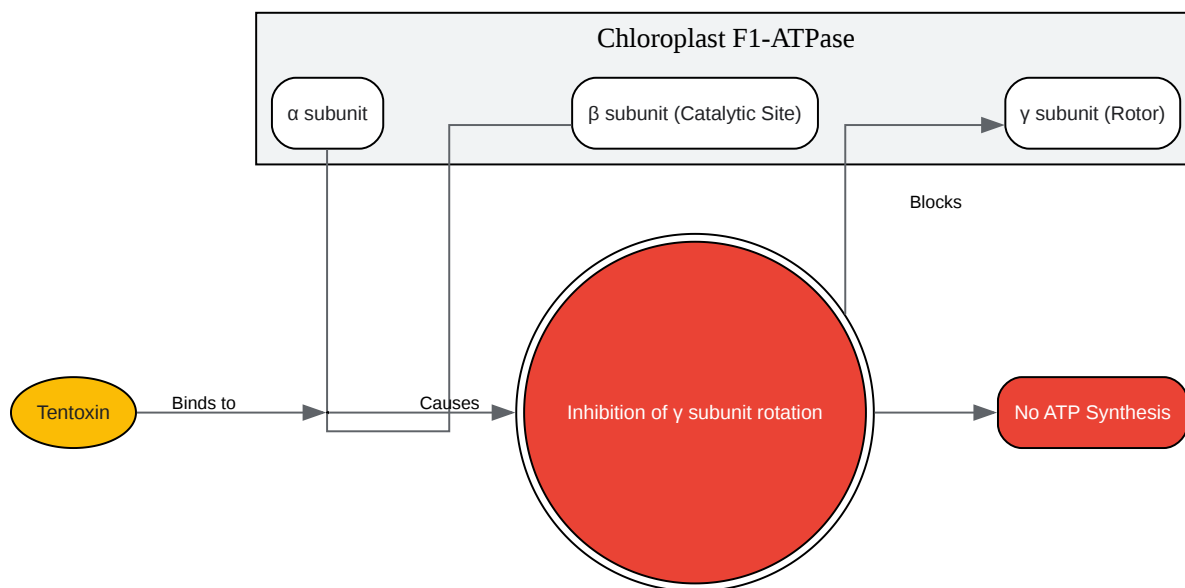 Chloroplast F1-ATPase
α subunit
β subunit (Catalytic Site)
γ subunit (Rotor)
Blocks
Tentoxin
Binds to
Causes
Inhibition of γ subunit rotation
No ATP Synthesis